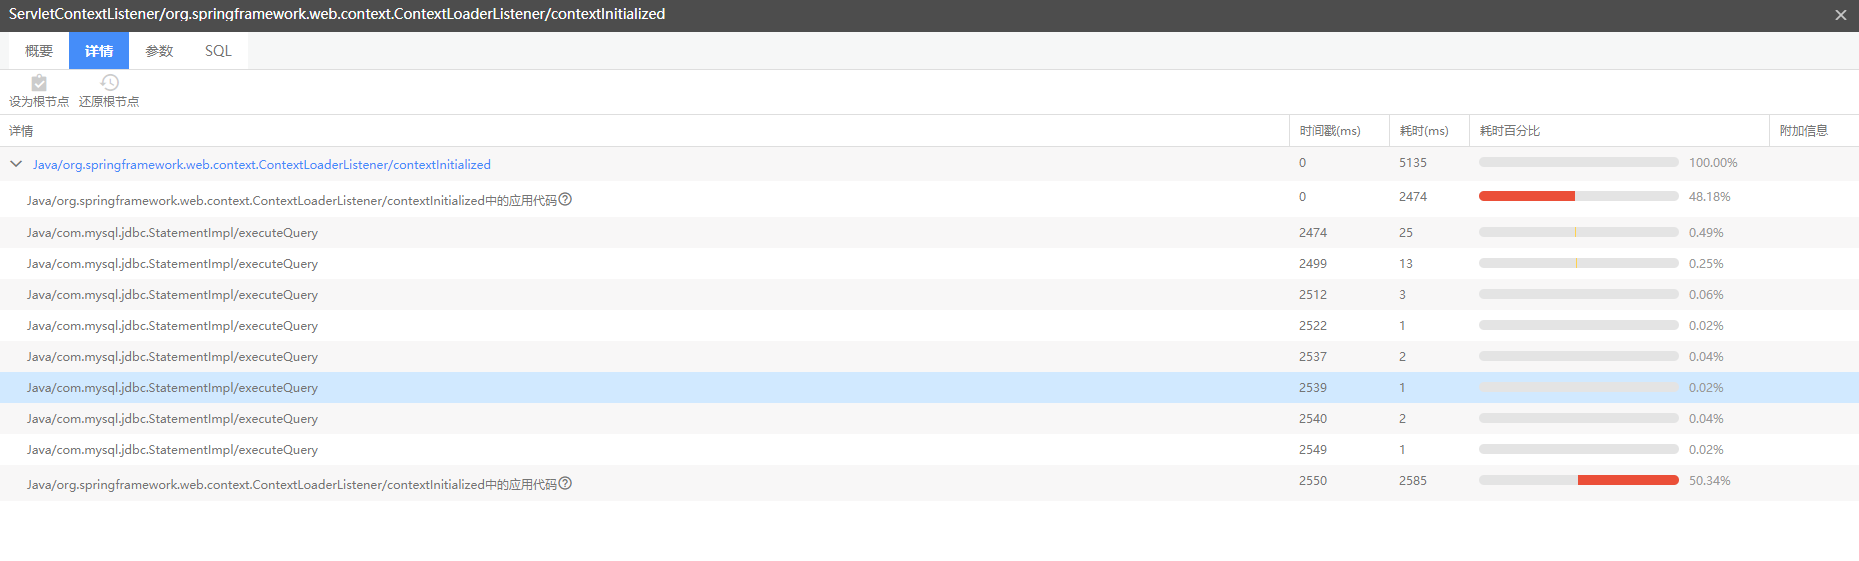 ServletContextListener/org.springframework.web.context.ContextLoaderListener/contextInitialized
概要 详情 参数 SQL
设为根节点 还原根节点
详情 时间戳(ms) 耗时(ms) 耗时百分比 附加信息
Java/org.springframework.web.context.ContextLoaderListener/contextInitialized 0 5135 100.00%
Java/org.springframework.web.context.ContextLoaderListener/contextInitialized中的应用代码 0 2474 48.18%
Java/com.mysql.jdbc.StatementImpl/executeQuery 2474 25 0.49%
Java/com.mysql.jdbc.StatementImpl/executeQuery 2499 13 0.25%
Java/com.mysql.jdbc.StatementImpl/executeQuery 2512 3 0.06%
Java/com.mysql.jdbc.StatementImpl/executeQuery 2522 1 0.02%
Java/com.mysql.jdbc.StatementImpl/executeQuery 2537 2 0.04%
Java/com.mysql.jdbc.StatementImpl/executeQuery 2539 1 0.02%
Java/com.mysql.jdbc.StatementImpl/executeQuery 2540 2 0.04%
Java/com.mysql.jdbc.StatementImpl/executeQuery 2549 1 0.02%
Java/org.springframework.web.context.ContextLoaderListener/contextInitialized中的应用代码 2550 2585 50.34%